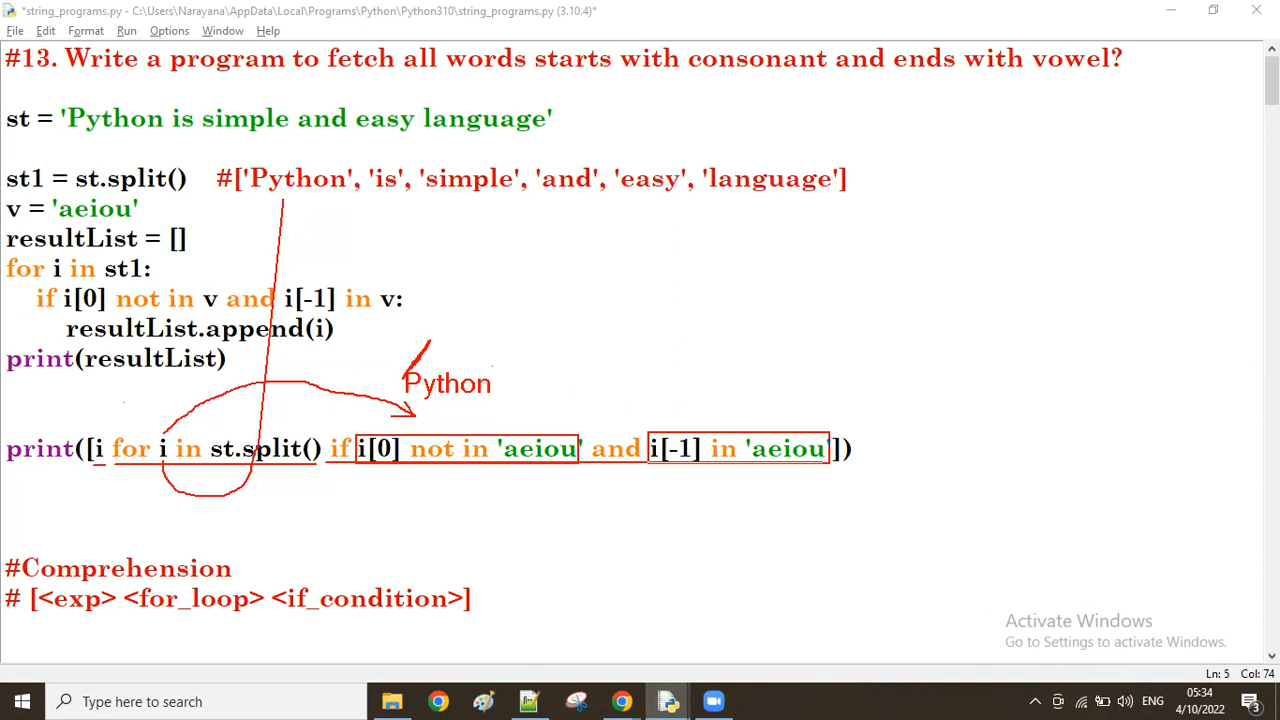 *string_programs.py - C:\Users\Narayana\AppData\Local\Programs\Python\Python310\string_programs.py (3.10.4)*
File Edit Format Run Options Window Help
#13. Write a program to fetch all words starts with consonant and ends with vowel?
st = 'Python is simple and easy language'
st1 = st.split() #['Python', 'is', 'simple', 'and', 'easy', 'language']
v = 'aeiou'
resultList = []
for i in st1:
if i[0] not in v and i[-1] in v:
resultList.append(i)
print(resultList)
Python
print([i for i in st.split() if i[0] not in 'aeiou' and i[-1] in 'aeiou'])
#Comprehension
# [<exp> <for_loop> <if_condition>]
Activate Windows
Go to Settings to activate Windows.
Ln: 5 Col: 74
Type here to search
ENG
05:34
4/10/2022
3